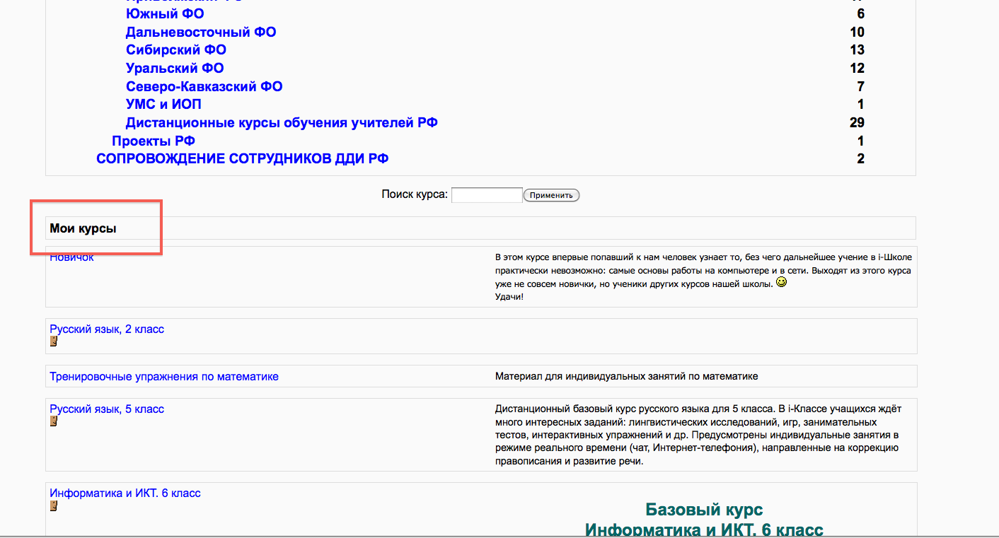 Южный ФО 6
Дальневосточный ФО 10
Сибирский ФО 13
Уральский ФО 12
Северо-Кавказский ФО 7
УМС и ИОП 1
Дистанционные курсы обучения учителей РФ 29
Проекты РФ 1
СОПРОВОЖДЕНИЕ СОТРУДНИКОВ ДДИ РФ 2
Поиск курса: Применить
Мои курсы
Новичок
В этом курсе впервые попавший к нам человек узнает то, без чего дальнейшее учение в i-Школе
практически невозможно: самые основы работы на компьютере и в сети. Выходят из этого курса
уже не совсем новички, но ученики других курсов нашей школы.
Удачи!
Русский язык, 2 класс
Тренировочные упражнения по математике
Материал для индивидуальных занятий по математике
Русский язык, 5 класс
Дистанционный базовый курс русского языка для 5 класса. В i-Классе учащихся ждёт
много интересных заданий: лингвистических исследований, игр, занимательных
тестов, интерактивных упражнений и др. Предусмотрены индивидуальные занятия в
режиме реального времени (чат, Интернет-телефония), направленные на коррекцию
правописания и развитие речи.
Информатика и ИКТ. 6 класс
Базовый курс
Информатика и ИКТ. 6 класс